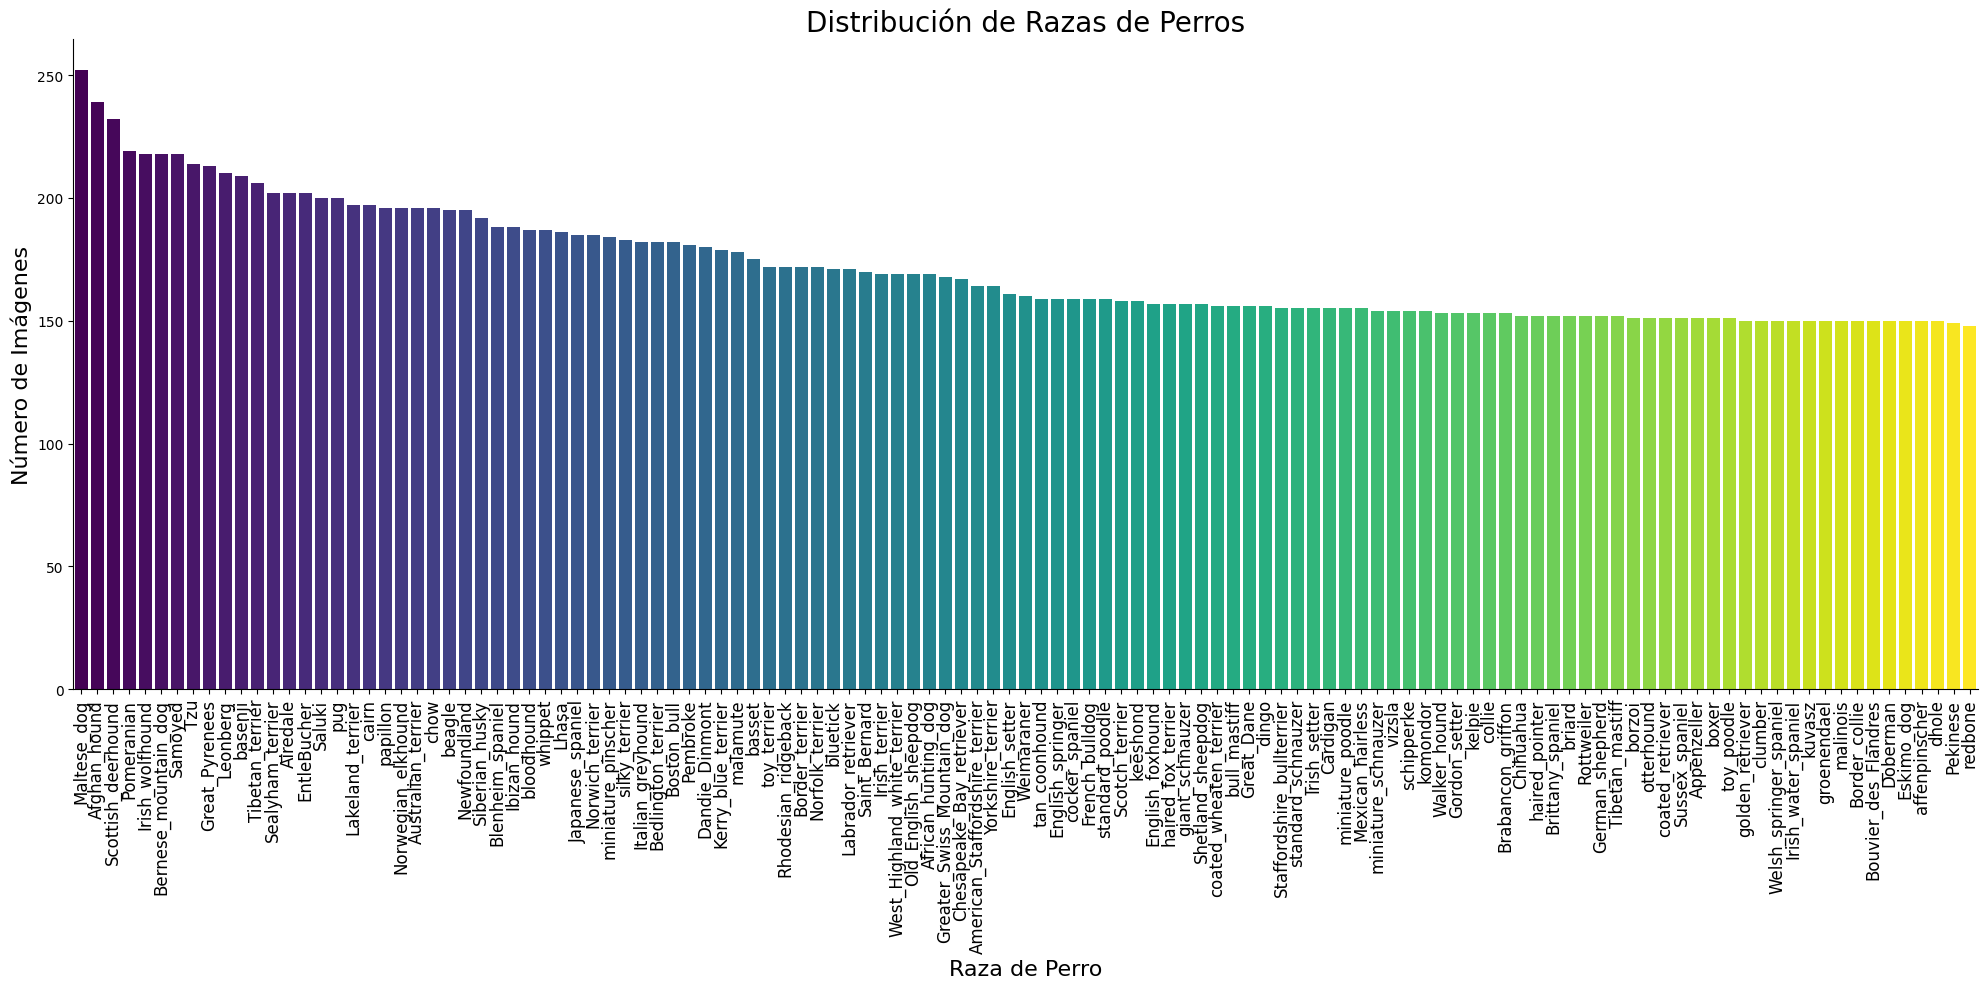 Distribución de Razas de Perros
Número de Imágenes
250
200
150
100
50
0
Maltese_dog
Afghan_hound
Scottish_deerhound
Pomeranian
Irish_wolfhound
Bernese_mountain_dog
Samoyed
Tzu
Great_Pyrenees
Leonberg
basenji
Tibetan_terrier
Sealyham_terrier
Airedale
EntleBucher
Saluki
pug
Lakeland_terrier
cairn
papillon
Norwegian_elkhound
Australian_terrier
chow
beagle
Newfoundland
Siberian_husky
Blenheim_spaniel
Ibizan_hound
bloodhound
whippet
Lhasa
Japanese_spaniel
Norwich_terrier
miniature_pinscher
silky_terrier
Italian_greyhound
Bedlington_terrier
Boston_bull
Pembroke
Dandie_Dinmont
Kerry_blue_terrier
malamute
basset
toy_terrier
Rhodesian_ridgeback
Border_terrier
Norfolk_terrier
bluetick
Labrador_retriever
Saint_Bernard
Irish_terrier
West_Highland_white_terrier
Old_English_sheepdog
African_hunting_dog
Greater_Swiss_Mountain_dog
Chesapeake_Bay_retriever
American_Staffordshire_terrier
Yorkshire_terrier
English_setter
Weimaraner
tan_coonhound
English_springer
cocker_spaniel
French_bulldog
standard_poodle
Scotch_terrier
keeshond
English_foxhound
haired_fox_terrier
giant_schnauzer
Shetland_sheepdog
coated_wheaten_terrier
bull_mastiff
Great_Dane
dingo
Staffordshire_bullterrier
standard_schnauzer
Irish_setter
Cardigan
miniature_poodle
Mexican_hairless
miniature_schnauzer
vizsla
schipperke
komondor
Walker_hound
Gordon_setter
kelpie
collie
Brabancon_griffon
Chihuahua
haired_pointer
Brittany_spaniel
briard
Rottweiler
German_shepherd
Tibetan_mastiff
borzoi
otterhound
coated_retriever
Sussex_spaniel
Appenzeller
boxer
toy_poodle
golden_retriever
clumber
Welsh_springer_spaniel
Irish_water_spaniel
kuvasz
groenendael
malinois
Border_collie
Bouvier_des_Flandres
Doberman
Eskimo_dog
affenpinscher
dhole
Pekinese
redbone
Raza de Perro